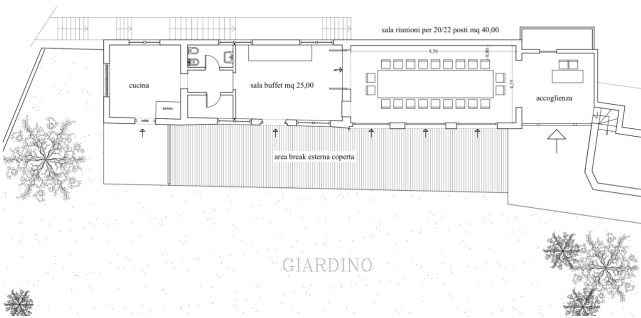 sala riunioni per 20/22 posti mq 40,00
9,30
4,35
cucina
sala buffet mq 25,00
accoglienza
area break esterna coperta
GIARDINO